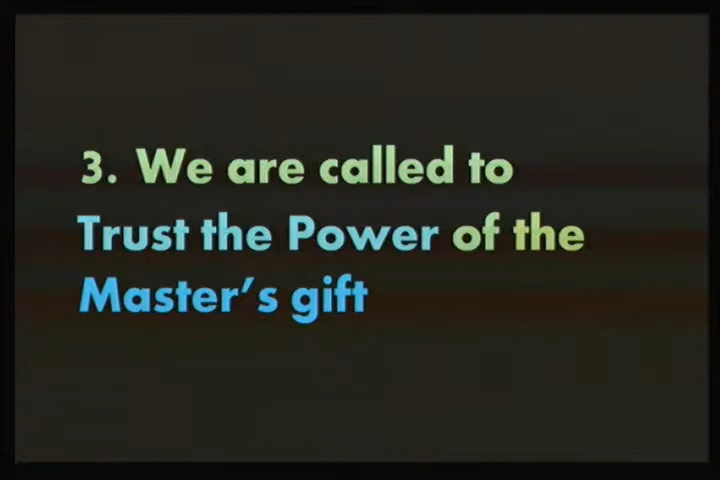 3. We are called to
Trust the Power of the
Master's gift